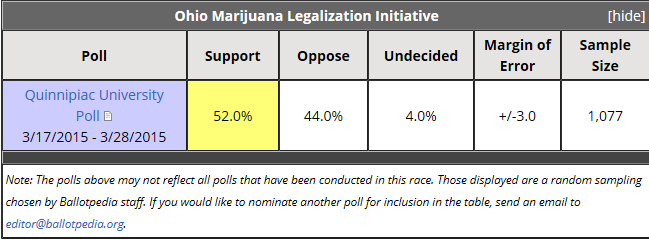 Ohio Marijuana Legalization Initiative [hide]
Poll Support Oppose Undecided Margin of Error Sample Size
Quinnipiac University
Poll
3/17/2015 - 3/28/2015 52.0% 44.0% 4.0% +/-3.0 1,077
Note: The polls above may not reflect all polls that have been conducted in this race. Those displayed are a random sampling
chosen by Ballotpedia staff. If you would like to nominate another poll for inclusion in the table, send an email to
editor@ballotpedia.org.